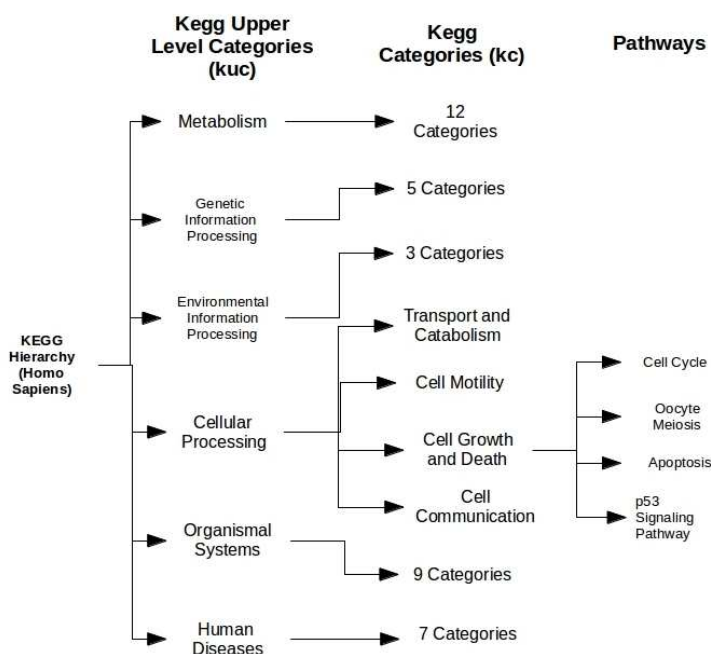 Kegg Upper
Level Categories
(kuc)
Kegg
Categories (kc)
Pathways
KEGG
Hierarchy
(Homo
Sapiens)
Metabolism
Genetic
Information
Processing
Environmental
Information
Processing
Cellular
Processing
Organismal
Systems
Human
Diseases
12
Categories
5 Categories
3 Categories
Transport and
Catabolism
Cell Motility
Cell Growth
and Death
Cell
Communication
9 Categories
7 Categories
Cell Cycle
Oocyte
Meiosis
Apoptosis
p53
Signaling
Pathway